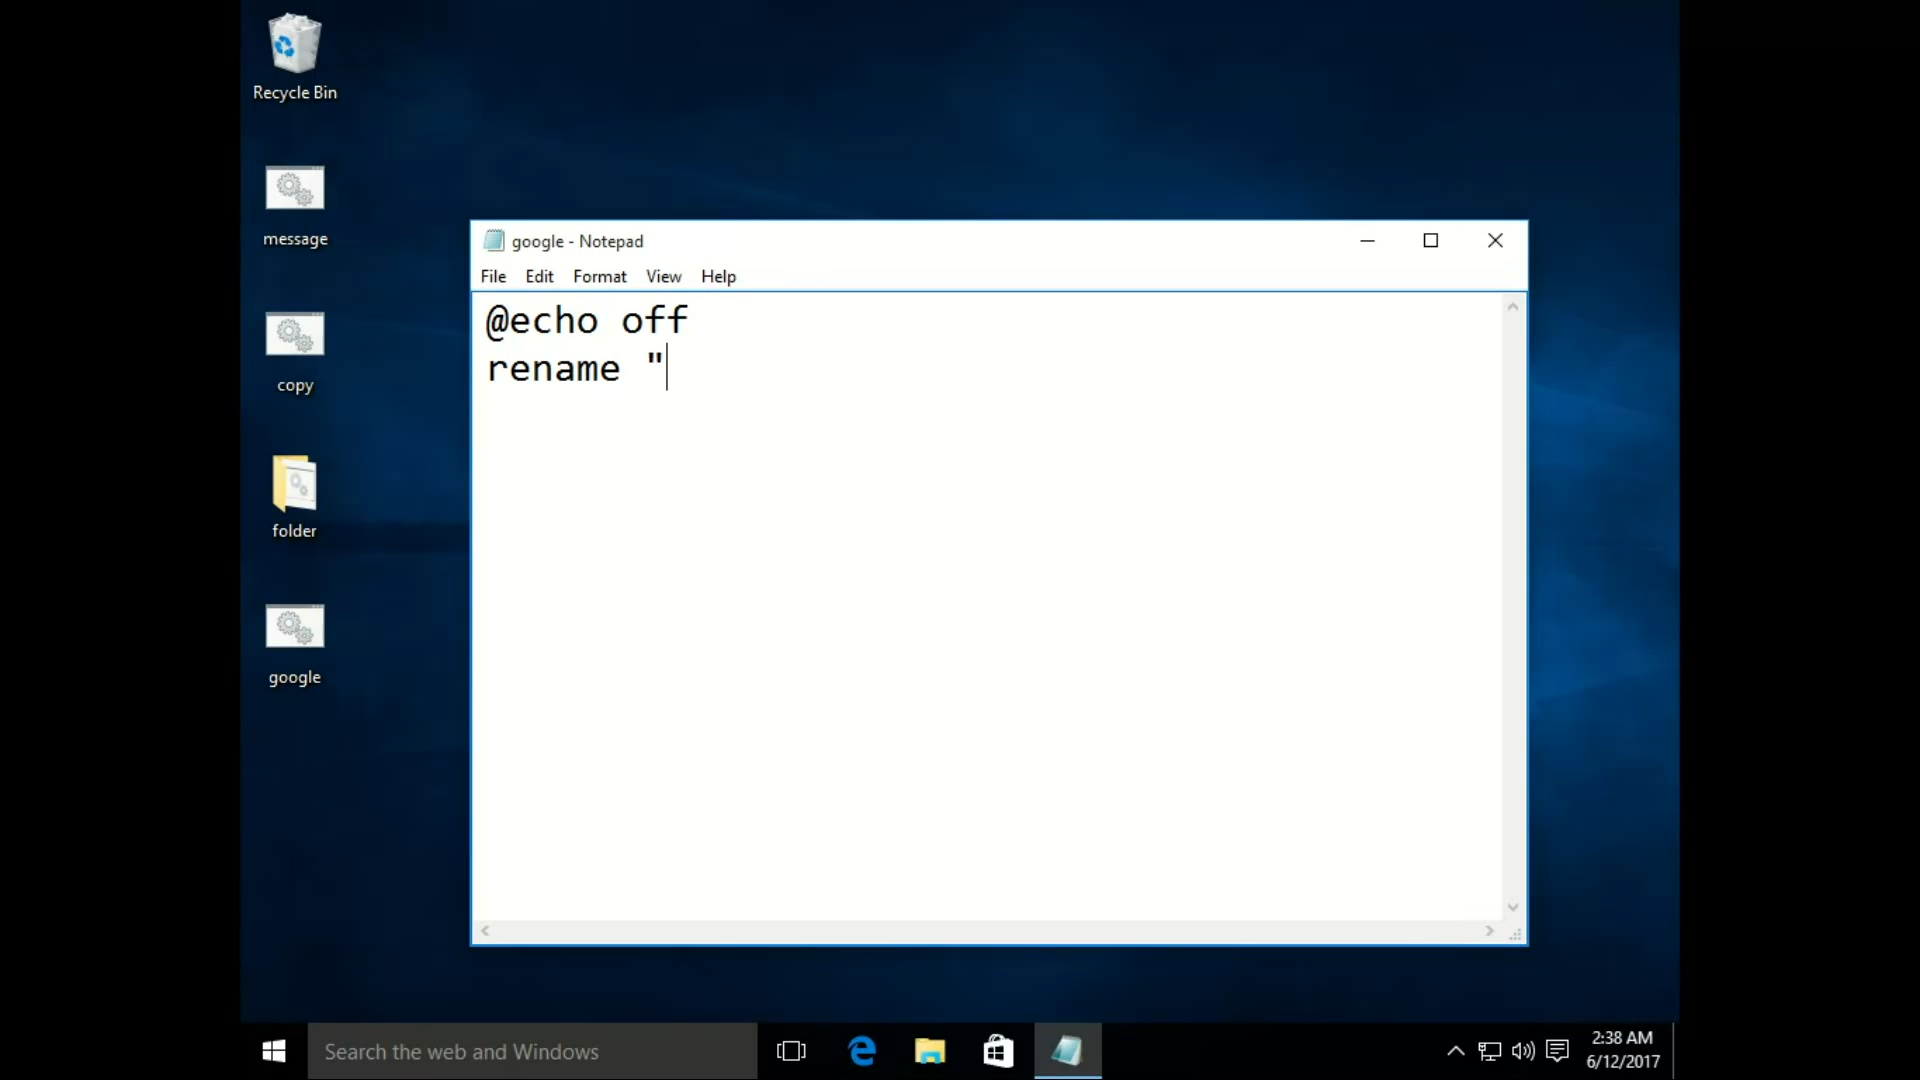 Recycle Bin
message
copy
folder
google
google - Notepad
File Edit Format View Help
@echo off
rename "
Search the web and Windows
2:38 AM
6/12/2017